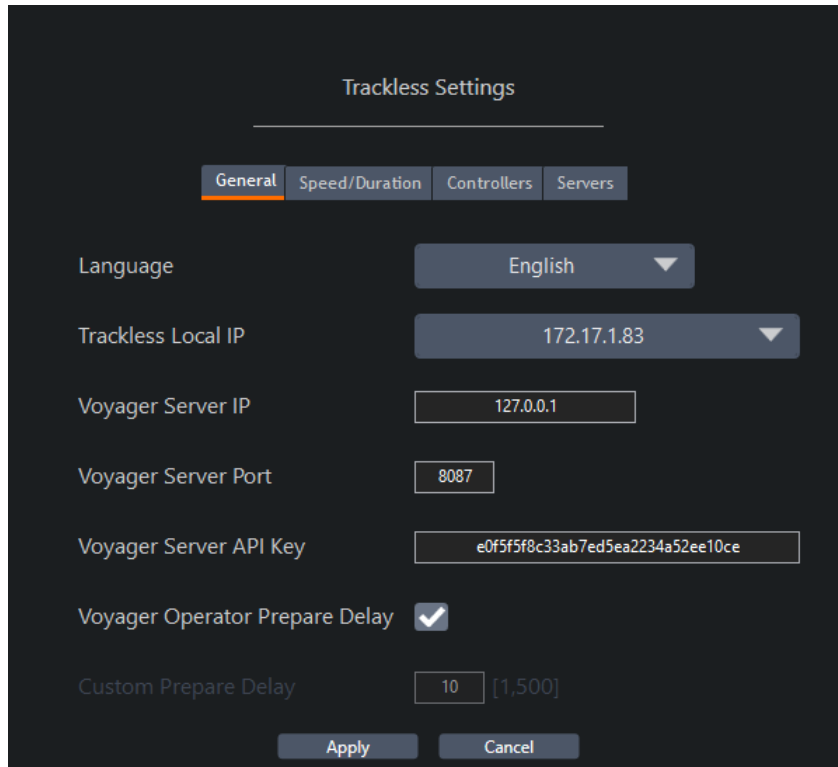 Trackless Settings
General Speed/Duration Controllers Servers
Language English
Trackless Local IP 172.17.1.83
Voyager Server IP 127.0.0.1
Voyager Server Port 8087
Voyager Server API Key e0f5f5f8c33ab7ed5ea2234a52ee10ce
Voyager Operator Prepare Delay
Custom Prepare Delay 10 [1,500]
Apply Cancel